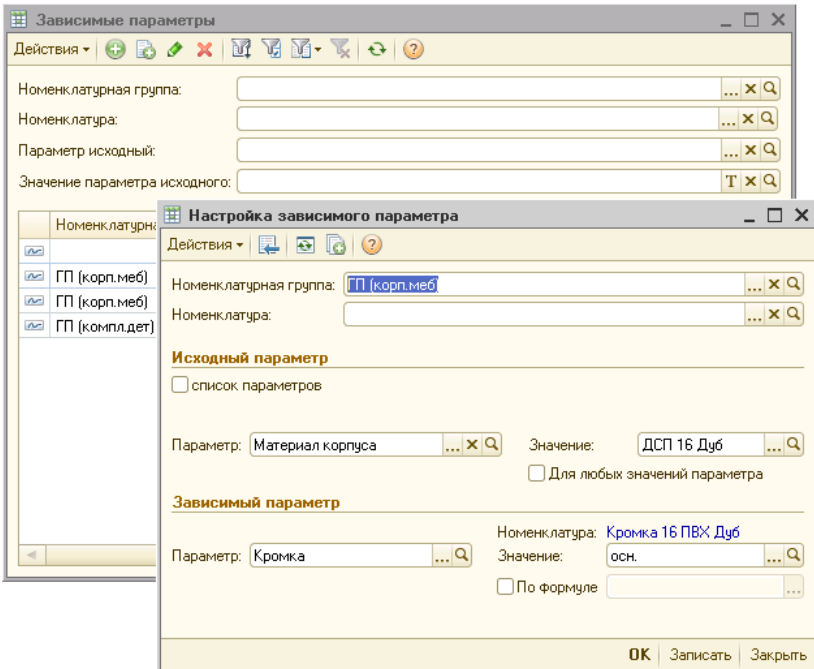 Зависимые параметры
Действия
Номенклатурная группа:
Номенклатура:
Параметр исходный:
Значение параметра исходного: T
Номенклатурна
ГП (корп.меб)
ГП (корп.меб)
ГП (компл.дет)
Настройка зависимого параметра
Действия
Номенклатурная группа: ГП (корп.меб)
Номенклатура:
Исходный параметр
список параметров
Параметр: Материал корпуса ... Значение: ДСП 16 Дуб ...
Для любых значений параметра
Зависимый параметр
Номенклатура: Кромка 16 ПВХ Дуб
Параметр: Кромка ... Значение: осн. ...
По формуле ...
OK Записать Закрыть